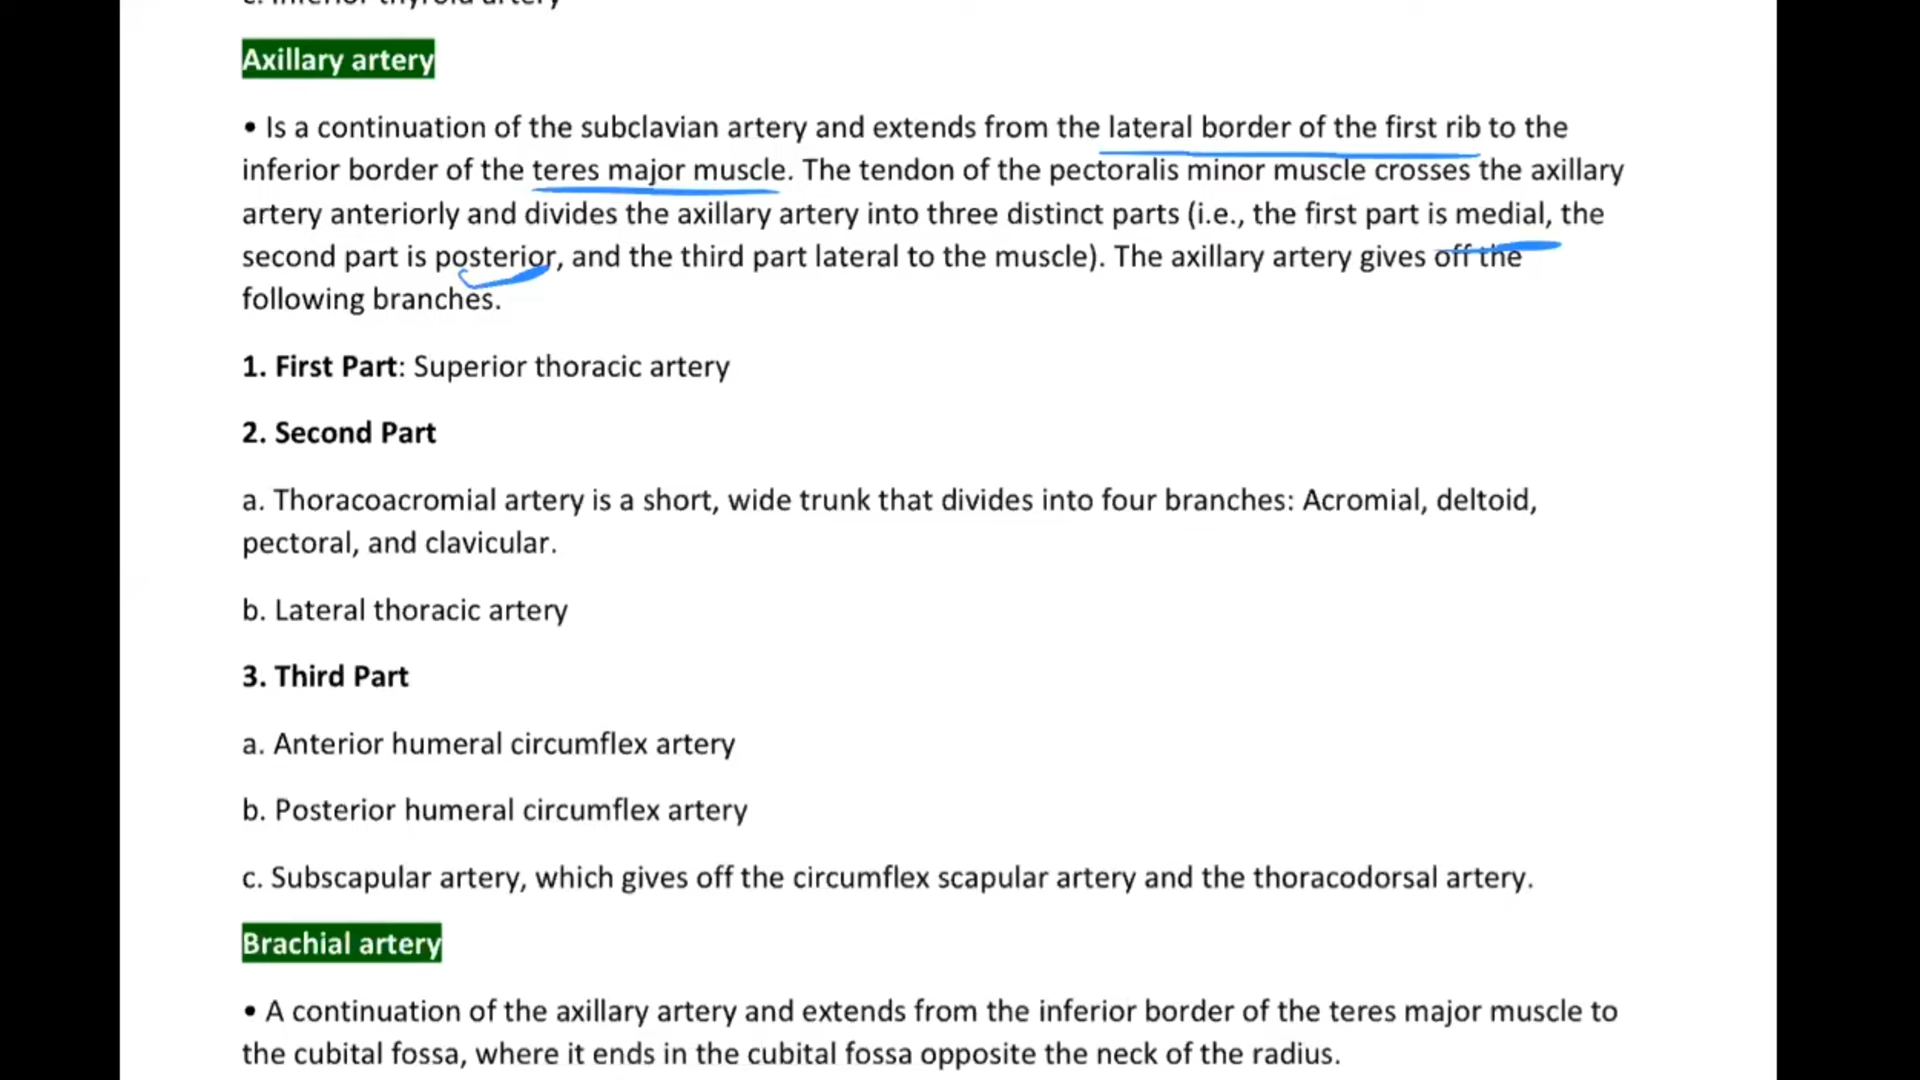 c. Inferior thyroid artery
Axillary artery
• Is a continuation of the subclavian artery and extends from the lateral border of the first rib to the
inferior border of the teres major muscle. The tendon of the pectoralis minor muscle crosses the axillary
artery anteriorly and divides the axillary artery into three distinct parts (i.e., the first part is medial, the
second part is posterior, and the third part lateral to the muscle). The axillary artery gives off the
following branches.
1. First Part: Superior thoracic artery
2. Second Part
a. Thoracoacromial artery is a short, wide trunk that divides into four branches: Acromial, deltoid,
pectoral, and clavicular.
b. Lateral thoracic artery
3. Third Part
a. Anterior humeral circumflex artery
b. Posterior humeral circumflex artery
c. Subscapular artery, which gives off the circumflex scapular artery and the thoracodorsal artery.
Brachial artery
• A continuation of the axillary artery and extends from the inferior border of the teres major muscle to
the cubital fossa, where it ends in the cubital fossa opposite the neck of the radius.